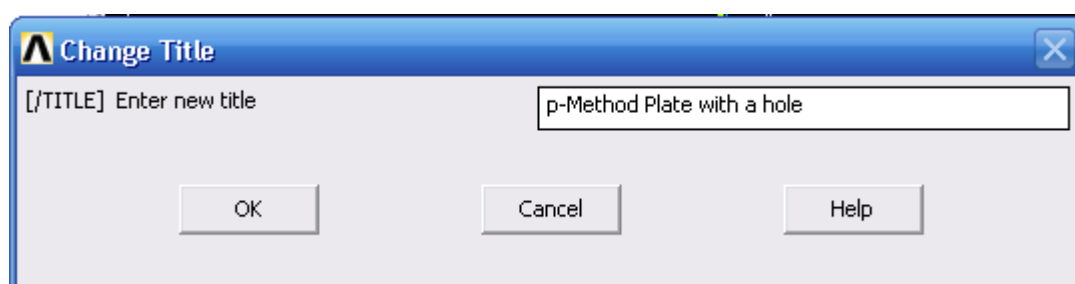 Change Title
[/TITLE] Enter new title
p-Method Plate with a hole
OK
Cancel
Help